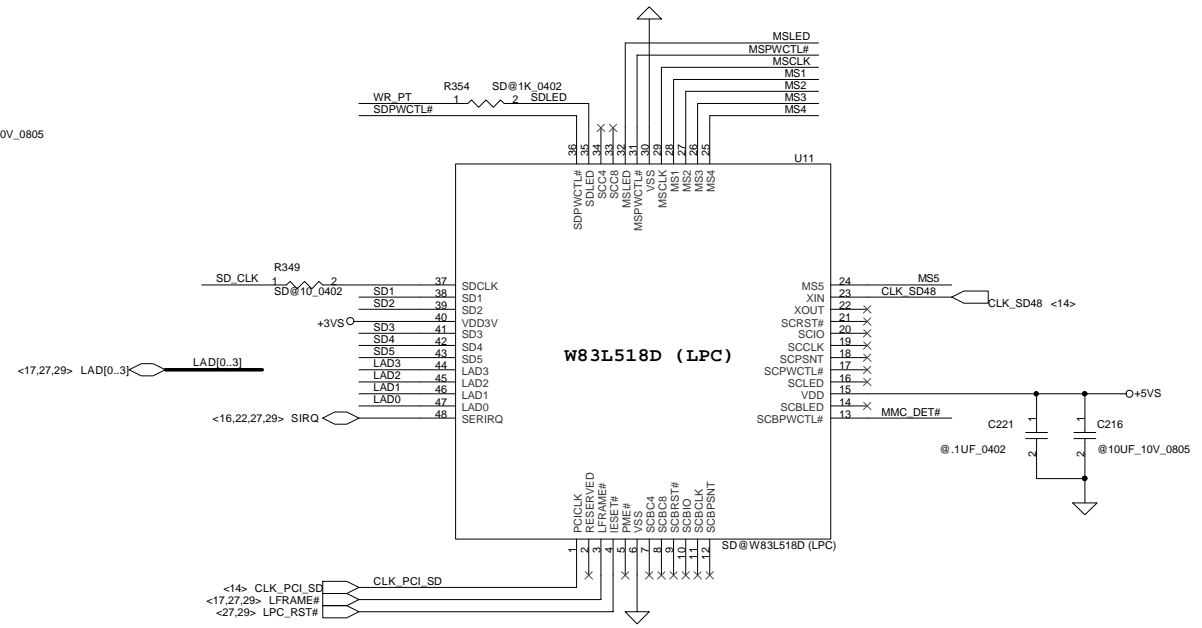 MSLED
MSPWCTL#
MSCLK
MS1
MS2
MS3
MS4
R354 SD@1K_0402
WR_PT 1 2 SDLED
SDPWCTL#
0V_0805
36 35 34 33 32 31 30 29 28 27 26 25
U11
SDPWCTL# SDLED SCC4 SCC8 MSLED MSPWCTL# VSS MSCLK MS1 MS2 MS3 MS4
R349
SD_CLK 1 2 37 SDCLK
SD@10_0402
SD1 38 SD1
SD2 39 SD2
+3VS 40 VDD3V
SD3 41 SD3
SD4 42 SD4
SD5 43 SD5
LAD3 44 LAD3
LAD2 45 LAD2
LAD1 46 LAD1
LAD0 47 LAD0
<16,22,27,29> SIRQ 48 SERIRQ
<17,27,29> LAD[0..3] LAD[0..3]
W83L518D (LPC)
MS5 24 MS5
XIN 23 CLK_SD48
CLK_SD48 <14>
XOUT 22
SCRST# 21
SCIO 20
SCCLK 19
SCPSNT 18
SCPWCTL# 17
SCLED 16
VDD 15 +5VS
SCBLED 14
SCBPWCTL# 13 MMC_DET#
C221 1 2
@.1UF_0402
C216 1 2
@10UF_10V_0805
PCICLK RESERVED LFRAME# IESET# PME# VSS SCBC4 SCBC8 SCBRST# SCBIO SCBCLK SCBPSNT
1 2 3 4 5 6 7 8 9 10 11 12
SD@W83L518D (LPC)
<14> CLK_PCI_SD CLK_PCI_SD
<17,27,29> LFRAME#
<27,29> LPC_RST#